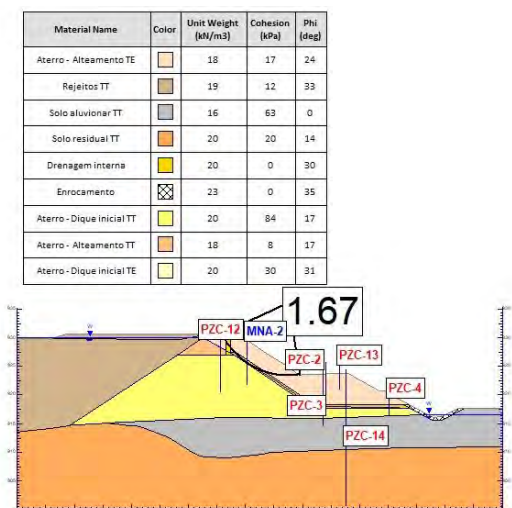 Material Name Color Unit Weight (kN/m3) Cohesion (kPa) Phi (deg)
Aterro - Alteamento TE 18 17 24
Rejeitos TT 19 12 33
Solo aluvionar TT 16 63 0
Solo residual TT 20 20 14
Drenagem interna 20 0 30
Enrocamento 23 0 35
Aterro - Dique inicial TT 20 84 17
Aterro - Alteamento TT 18 8 17
Aterro - Dique inicial TE 20 30 31
1.67
PZC-12 MNA-2
W
PZC-2 PZC-13
PZC-4
PZC-3
W
PZC-14